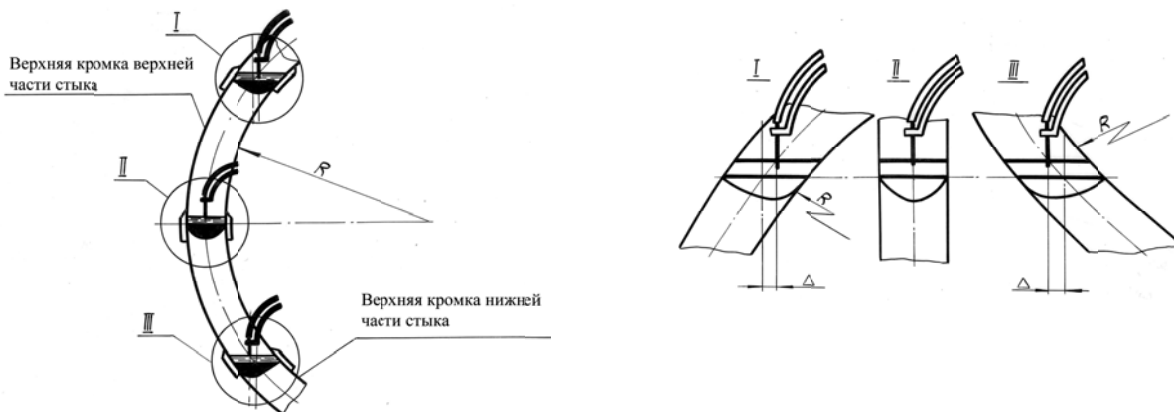 I
Верхняя кромка верхней
части стыка
II
R
III
Верхняя кромка нижней
части стыка
I
II
III
R
R
Δ
Δ